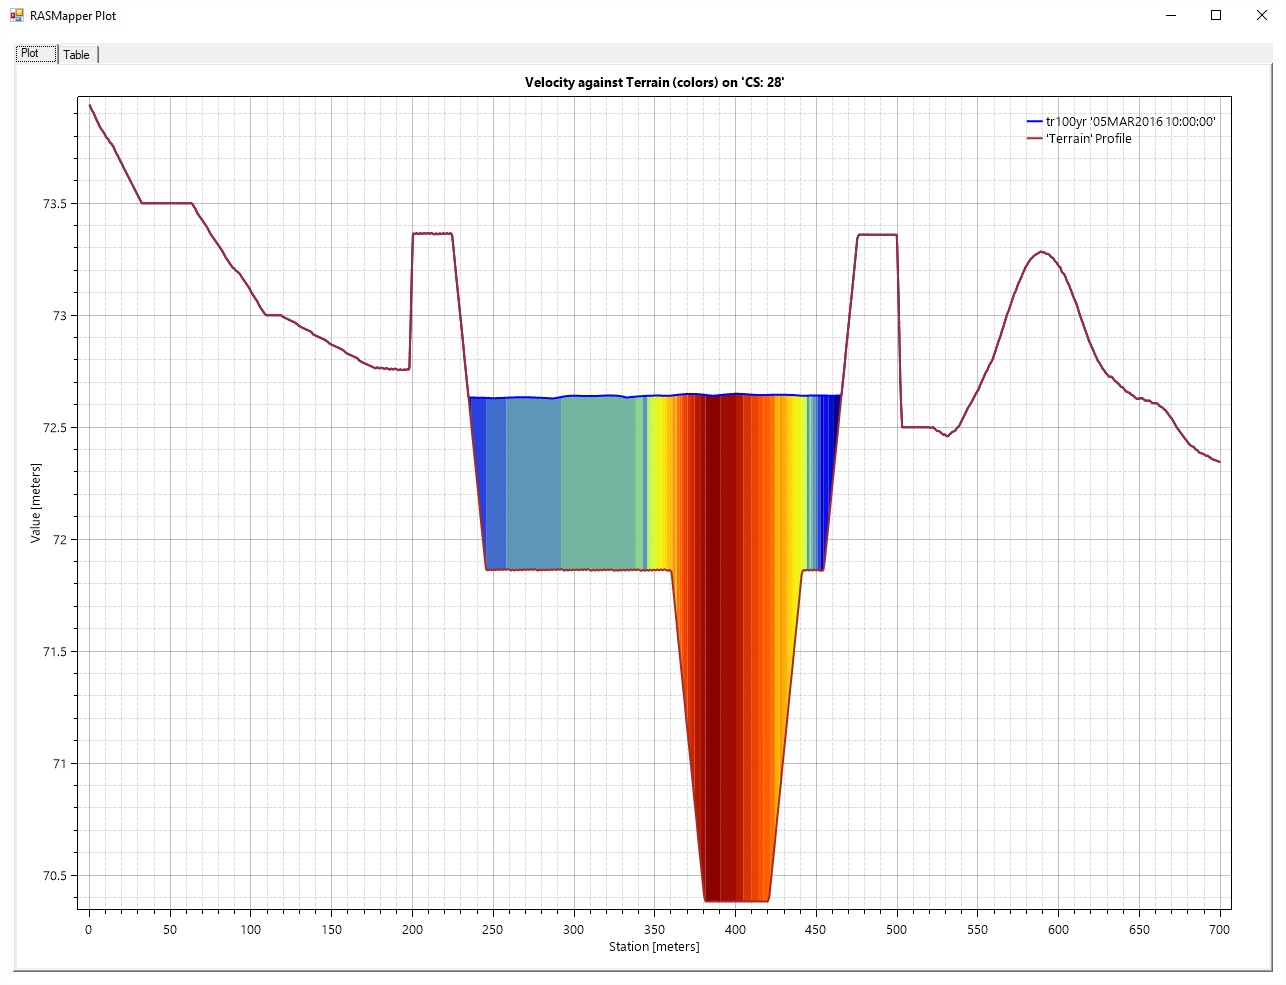 RASMapper Plot
Plot
Table
Velocity against Terrain (colors) on 'CS: 28'
tr100yr '05MAR2016 10:00:00'
'Terrain' Profile
73.5
73
72.5
72
71.5
71
70.5
Value [meters]
0 50 100 150 200 250 300 350 400 450 500 550 600 650 700
Station [meters]